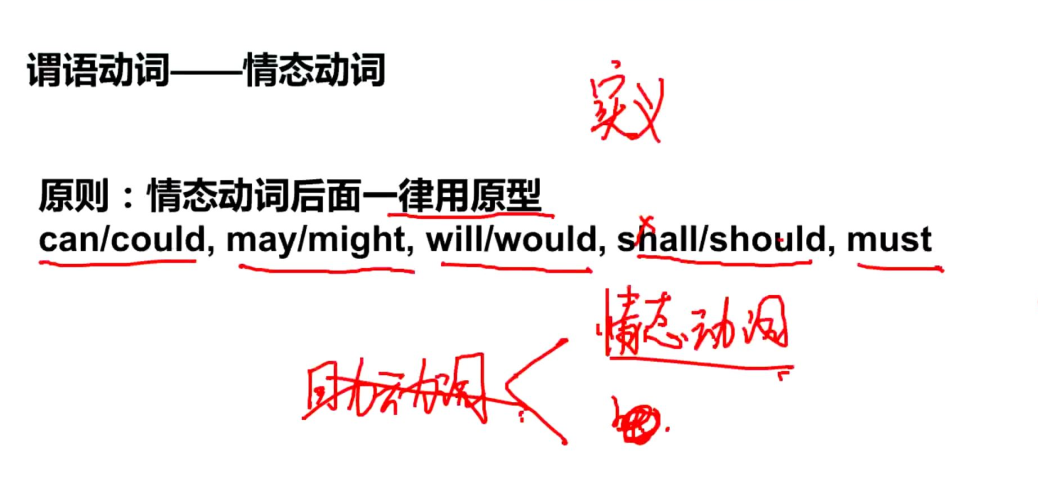 谓语动词——情态动词
实义
原则：情态动词后面一律用原型
can/could, may/might, will/would, shall/should, must
情态动词
助动词